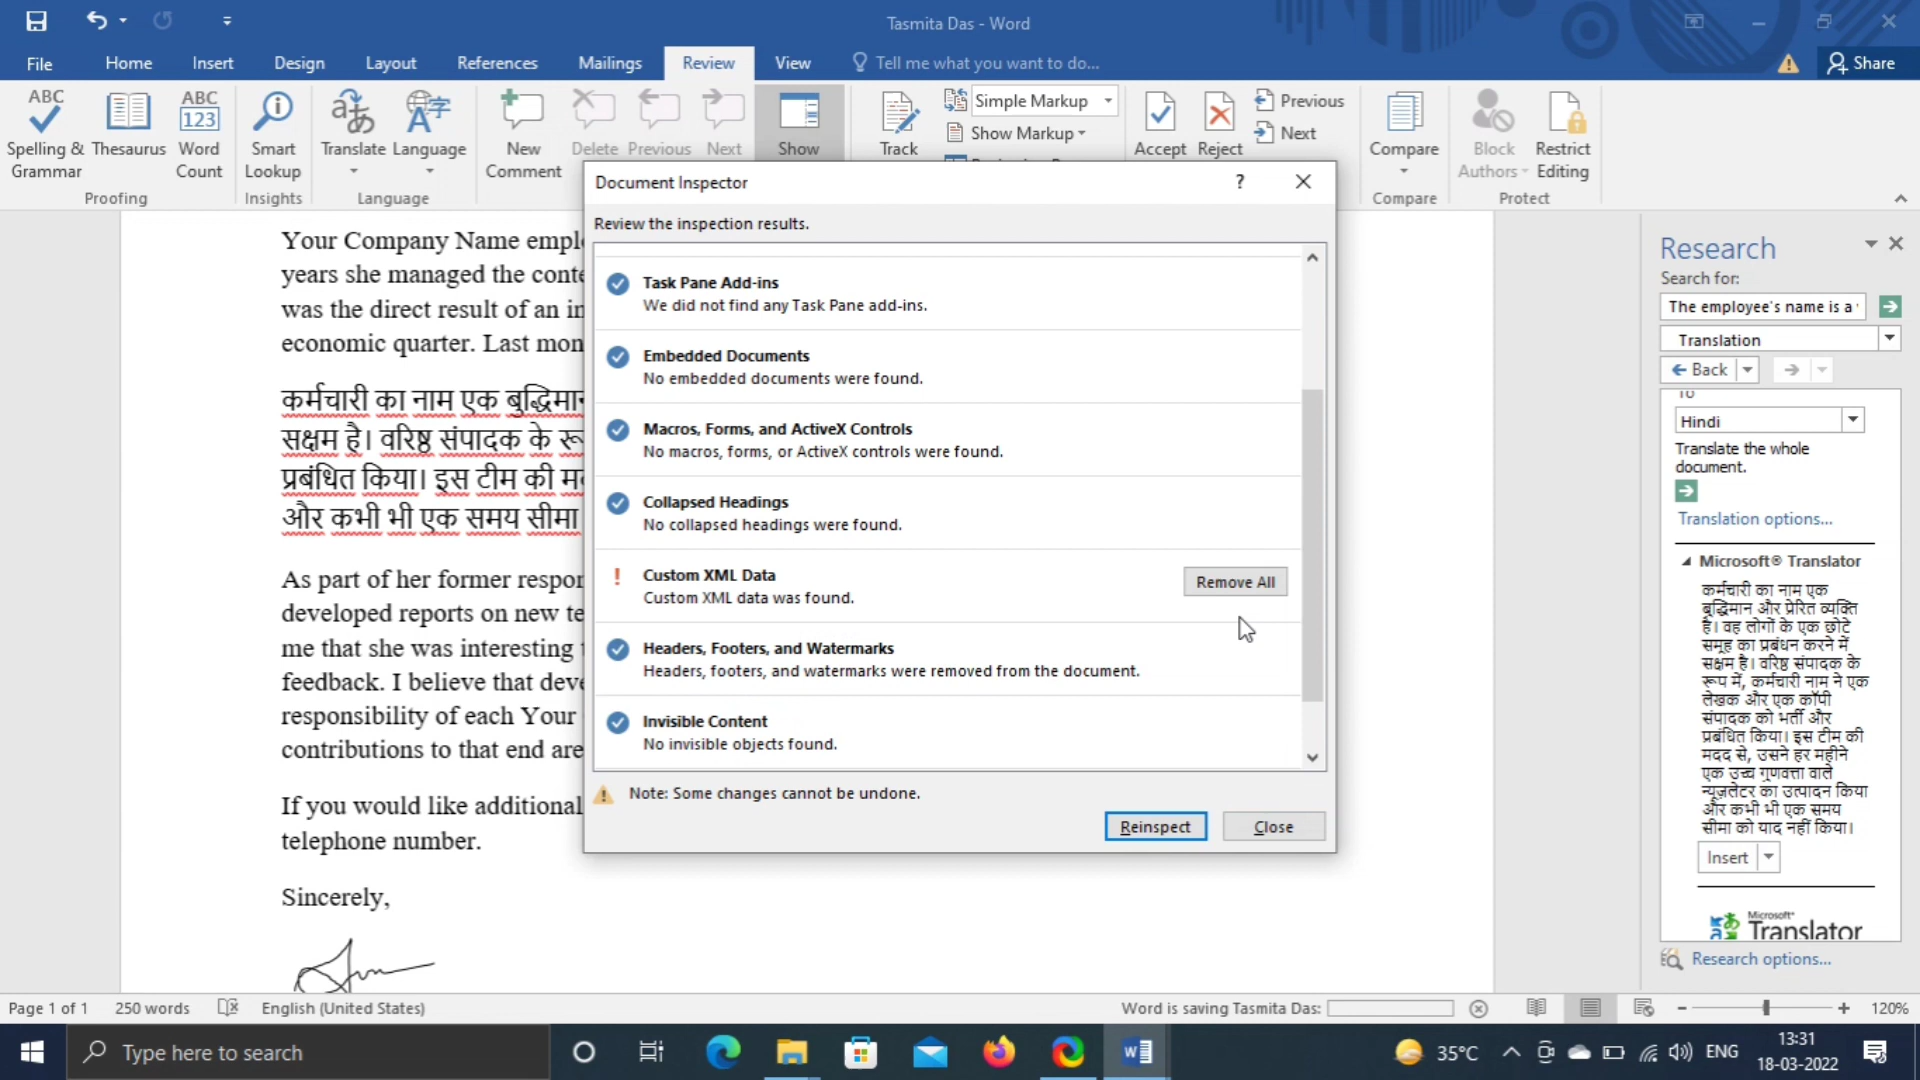 Tasmita Das - Word
File Home Insert Design Layout References Mailings Review View Tell me what you want to do... Share
ABC
Spelling &
Grammar
Thesaurus
ABC
123
Word
Count
Proofing
Smart
Lookup
Insights
Translate
Language
Language
New
Comment
Delete Previous Next
Show
Track
Simple Markup
Show Markup
Accept Reject
Previous
Next
Compare
Compare
Block
Authors
Restrict
Editing
Protect
Your Company Name empl
years she managed the conte
was the direct result of an in
economic quarter. Last mon
कर्मचारी का नाम एक बुद्धिमान
सक्षम है। वरिष्ठ संपादक के रू
प्रबंधित किया। इस टीम की म
और कभी भी एक समय सीमा
As part of her former respon
developed reports on new te
me that she was interesting
feedback. I believe that deve
responsibility of each Your
contributions to that end are
If you would like additional
telephone number.
Sincerely,
Document Inspector
?
Review the inspection results.
Task Pane Add-ins
We did not find any Task Pane add-ins.
Embedded Documents
No embedded documents were found.
Macros, Forms, and ActiveX Controls
No macros, forms, or ActiveX controls were found.
Collapsed Headings
No collapsed headings were found.
! Custom XML Data
Custom XML data was found.
Remove All
Headers, Footers, and Watermarks
Headers, footers, and watermarks were removed from the document.
Invisible Content
No invisible objects found.
Note: Some changes cannot be undone.
Reinspect Close
Research
Search for:
The employee's name is a
Translation
Back
To
Hindi
Translate the whole
document.
Translation options...
Microsoft® Translator
कर्मचारी का नाम एक
बुद्धिमान और प्रेरित व्यक्ति
है। वह लोगों के एक छोटे
समूह का प्रबंधन करने में
सक्षम है। वरिष्ठ संपादक के
रूप में, कर्मचारी नाम ने एक
लेखक और एक कॉपी
संपादक को भर्ती और
प्रबंधित किया। इस टीम की
मदद से, उसने हर महीने
एक उच्च गुणवत्ता वाले
न्यूज़लेटर का उत्पादन किया
और कभी भी एक समय
सीमा को याद नहीं किया।
Insert
Microsoft®
Translator
Research options...
Page 1 of 1 250 words English (United States) Word is saving Tasmita Das: 120%
Type here to search
35°C
ENG
13:31
18-03-2022